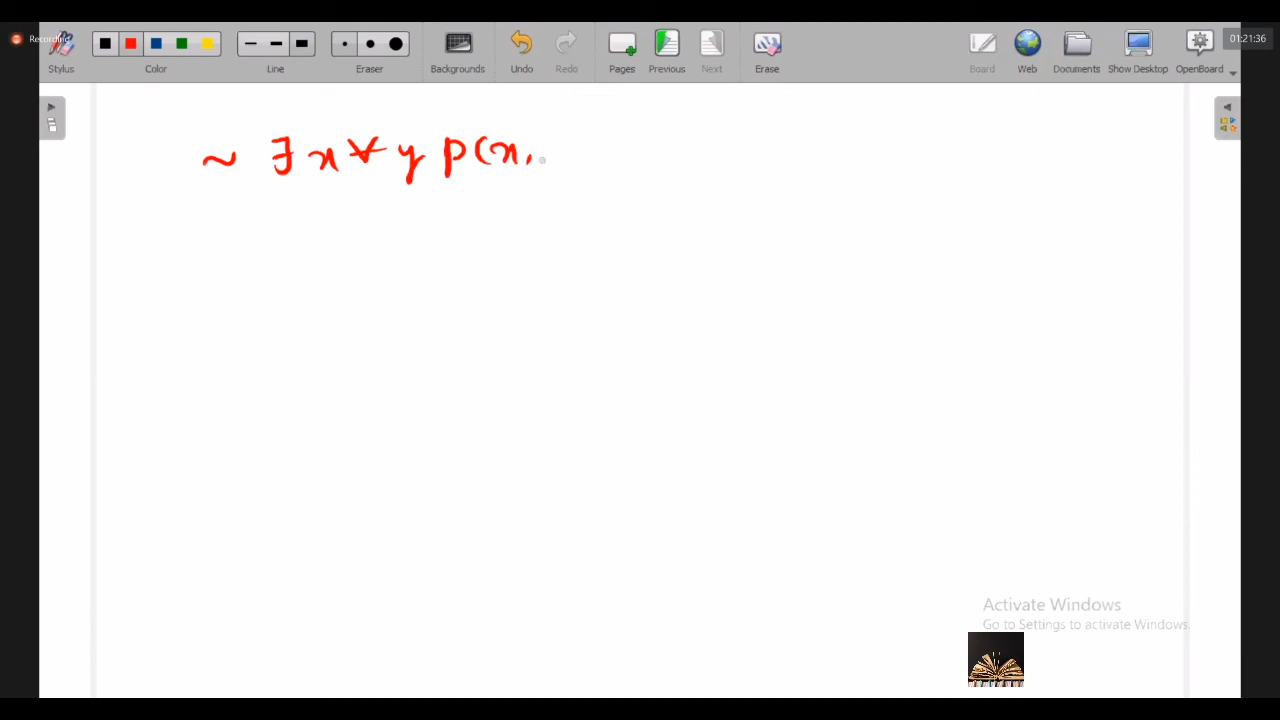 Recording
01:21:36
Stylus
Color
Line
Eraser
Backgrounds
Undo
Redo
Pages
Previous
Next
Erase
Board
Web
Documents
Show Desktop
OpenBoard
~ ∃ x ∀ y p(x,
Activate Windows
Go to Settings to activate Windows.